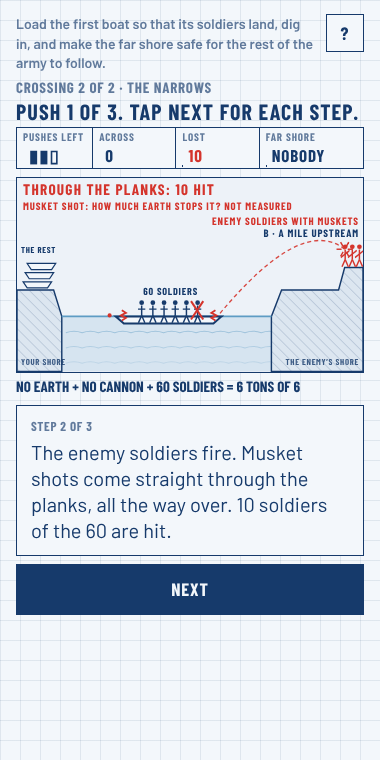 Load the first boat so that its soldiers land, dig
in, and make the far shore safe for the rest of the
army to follow.
?
CROSSING 2 OF 2 · THE NARROWS
PUSH 1 OF 3. TAP NEXT FOR EACH STEP.
PUSHES LEFT
ACROSS
0
LOST
10
FAR SHORE
NOBODY
THROUGH THE PLANKS: 10 HIT
MUSKET SHOT: HOW MUCH EARTH STOPS IT? NOT MEASURED
ENEMY SOLDIERS WITH MUSKETS
B · A MILE UPSTREAM
THE REST
60 SOLDIERS
YOUR SHORE
THE ENEMY'S SHORE
NO EARTH + NO CANNON + 60 SOLDIERS = 6 TONS OF 6
STEP 2 OF 3
The enemy soldiers fire. Musket
shots come straight through the
planks, all the way over. 10 soldiers
of the 60 are hit.
NEXT